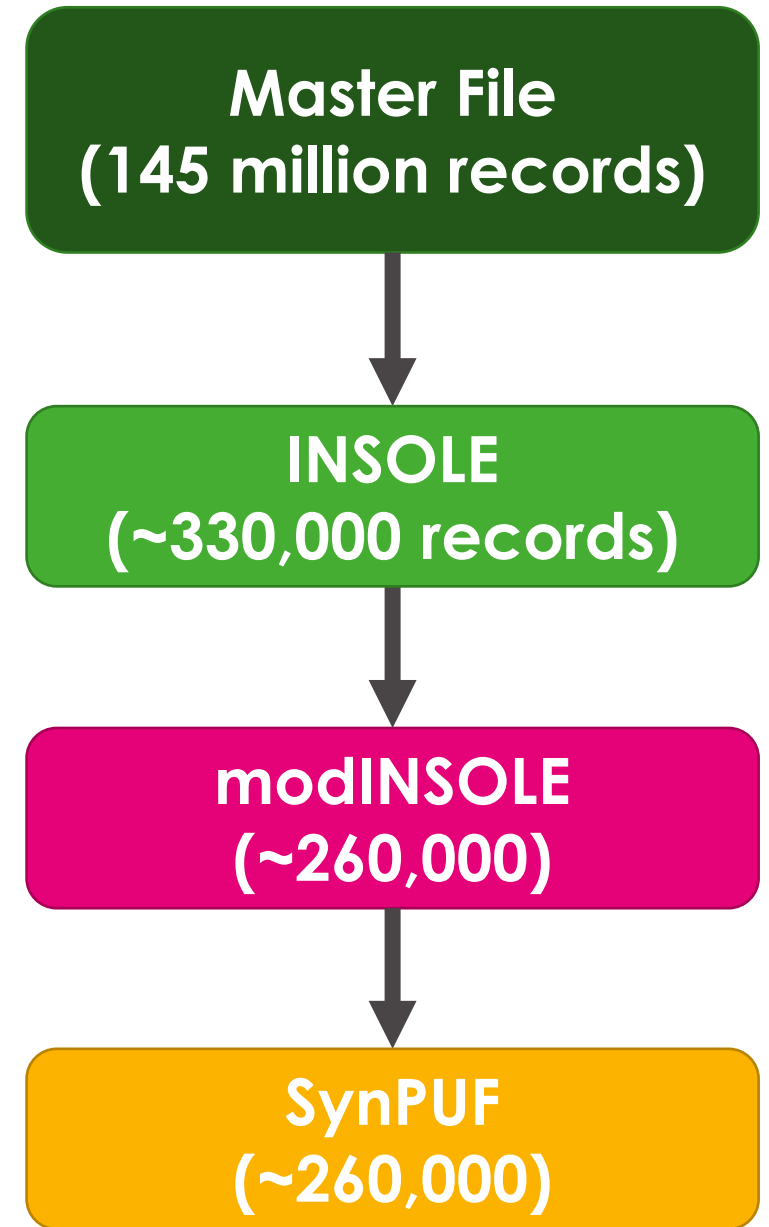 Master File
(145 million records)
INSOLE
(~330,000 records)
modINSOLE
(~260,000)
SynPUF
(~260,000)